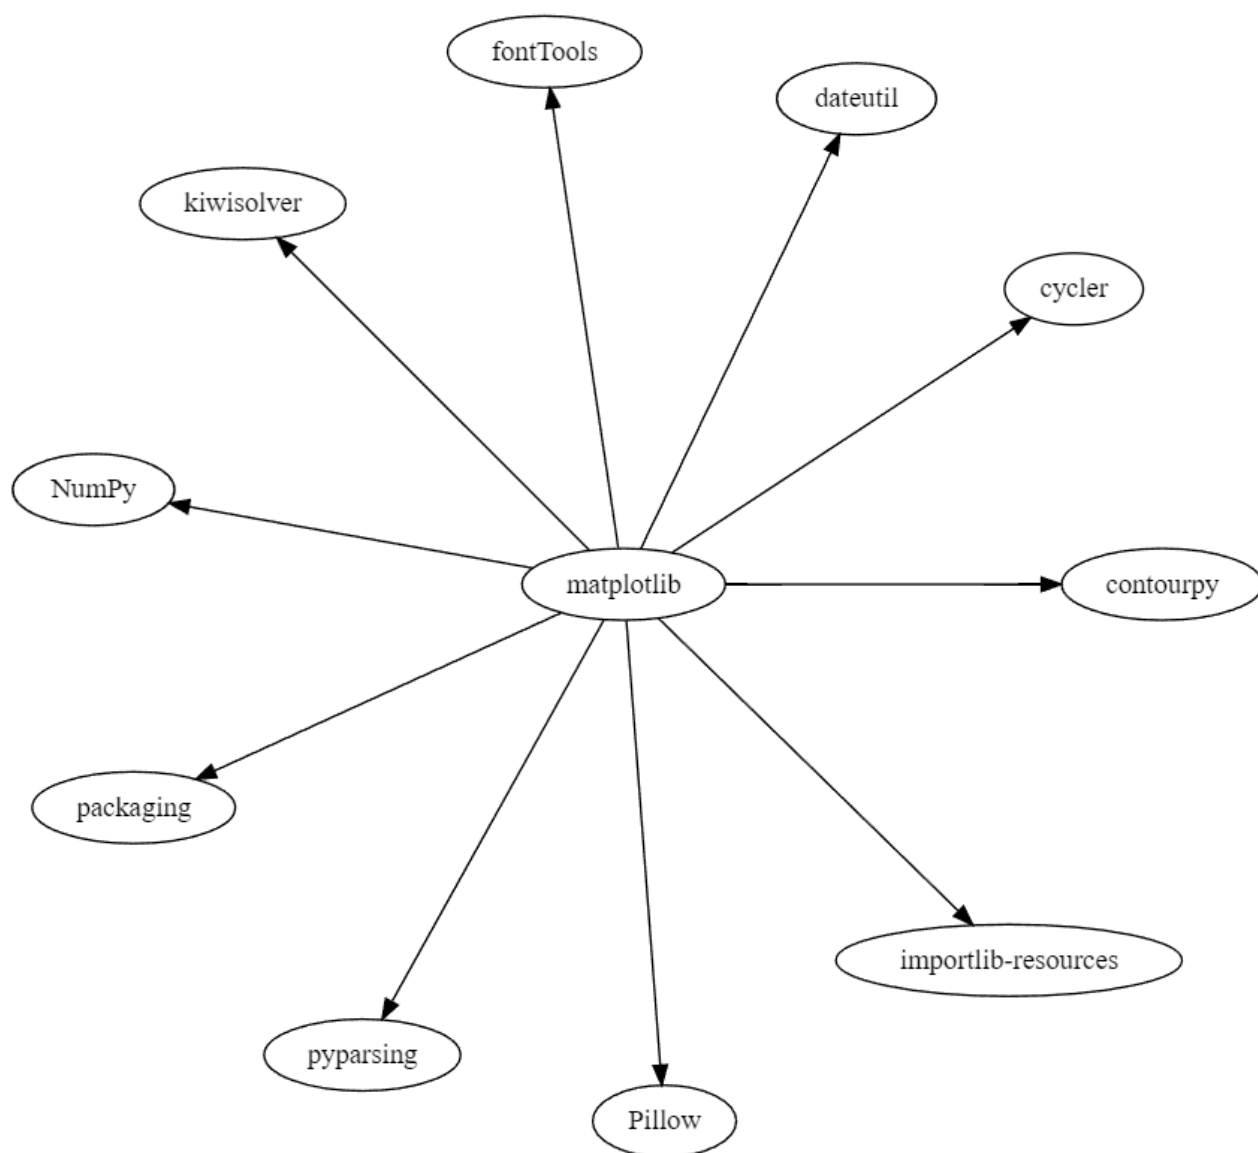 fontTools
dateutil
kiwisolver
cycler
NumPy
matplotlib
contourpy
packaging
importlib-resources
pyparsing
Pillow